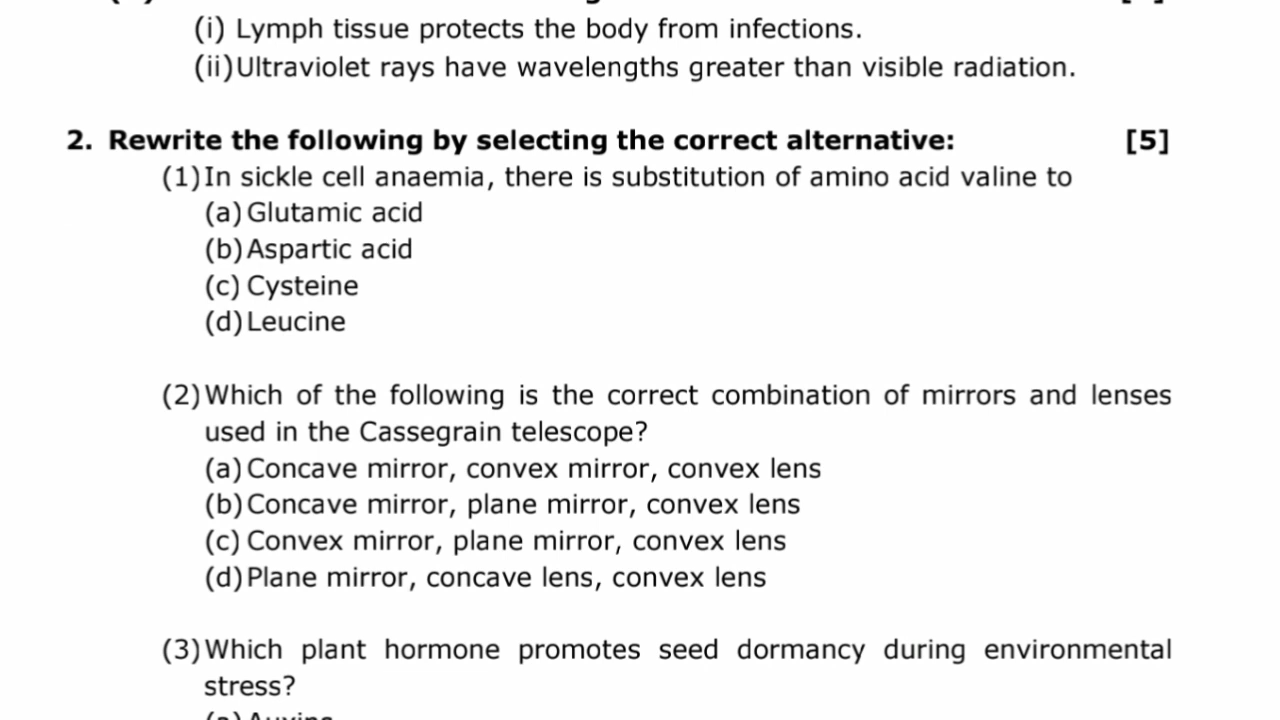 (i) Lymph tissue protects the body from infections.
(ii) Ultraviolet rays have wavelengths greater than visible radiation.
2. Rewrite the following by selecting the correct alternative: [5]
(1) In sickle cell anaemia, there is substitution of amino acid valine to
(a) Glutamic acid
(b) Aspartic acid
(c) Cysteine
(d) Leucine
(2) Which of the following is the correct combination of mirrors and lenses
used in the Cassegrain telescope?
(a) Concave mirror, convex mirror, convex lens
(b) Concave mirror, plane mirror, convex lens
(c) Convex mirror, plane mirror, convex lens
(d) Plane mirror, concave lens, convex lens
(3) Which plant hormone promotes seed dormancy during environmental
stress?